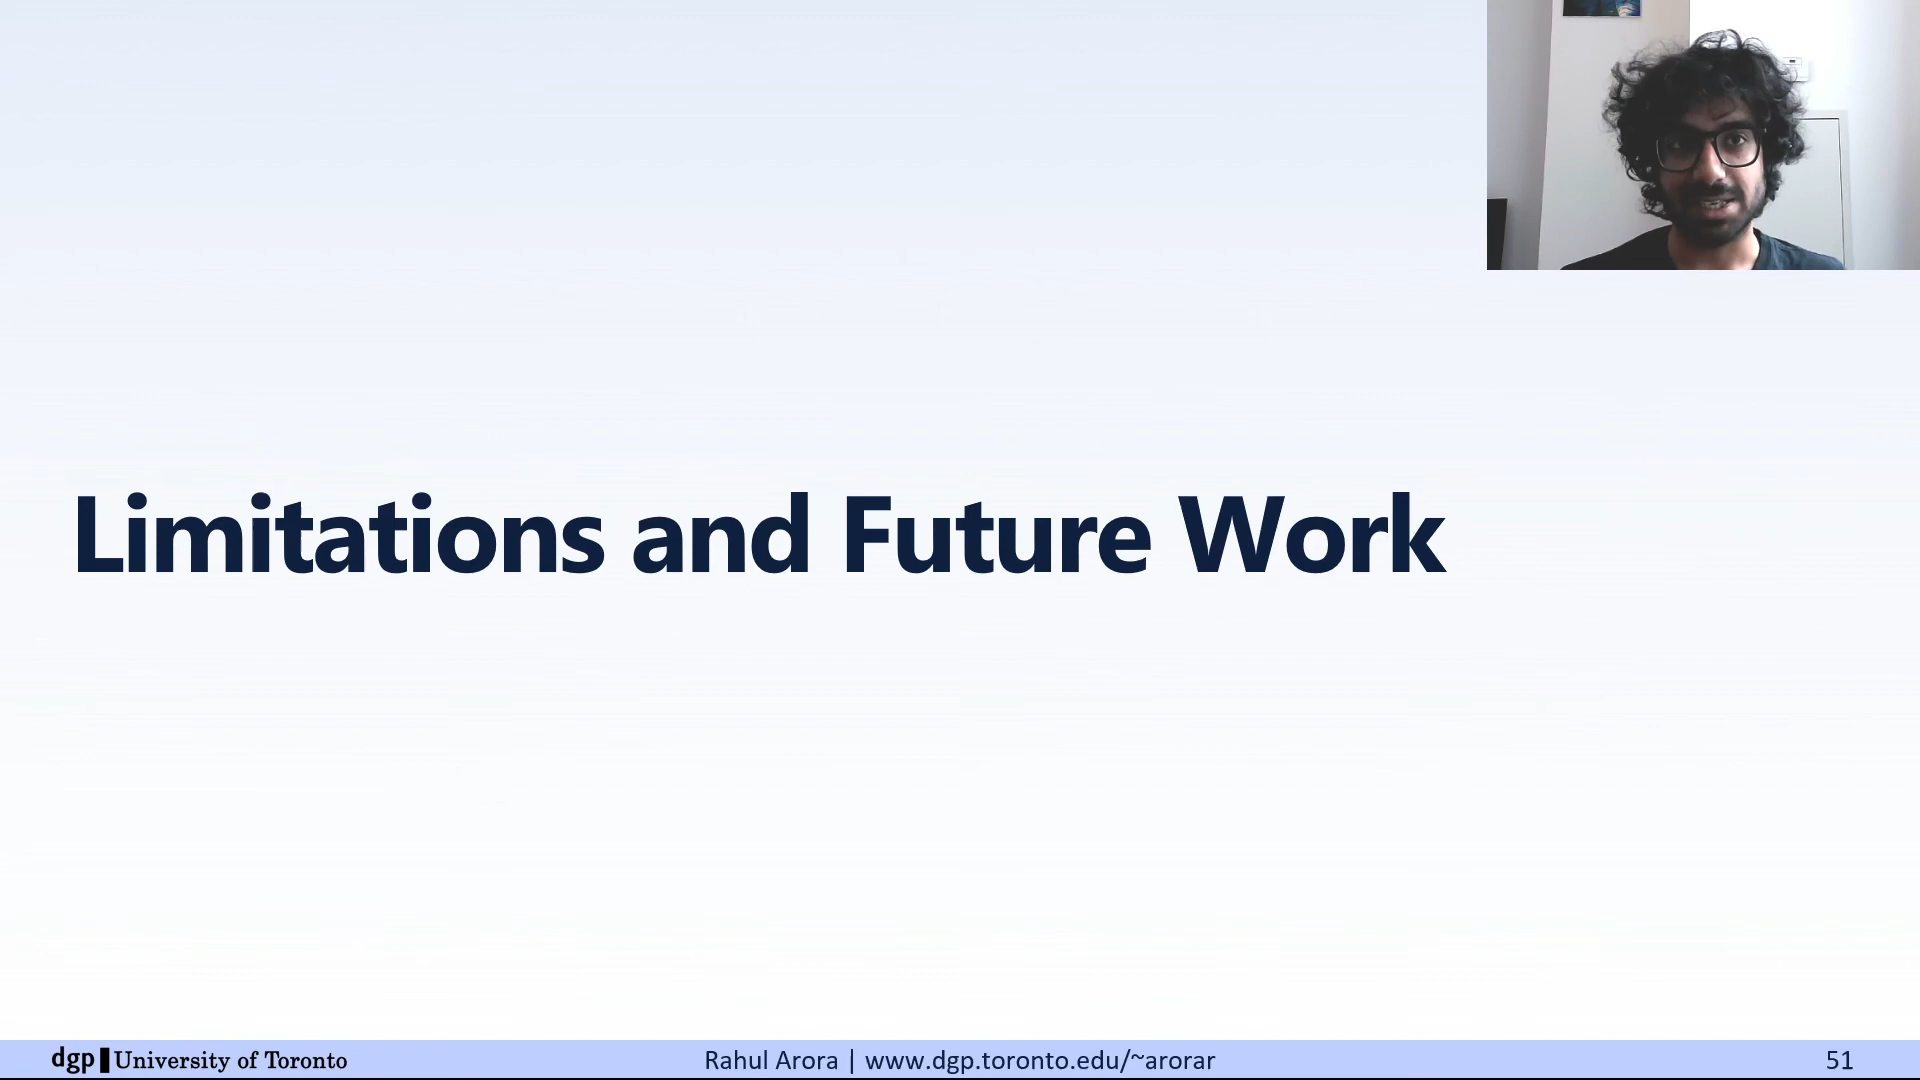 Limitations and Future Work
dgp University of Toronto
Rahul Arora | www.dgp.toronto.edu/~arorar
51